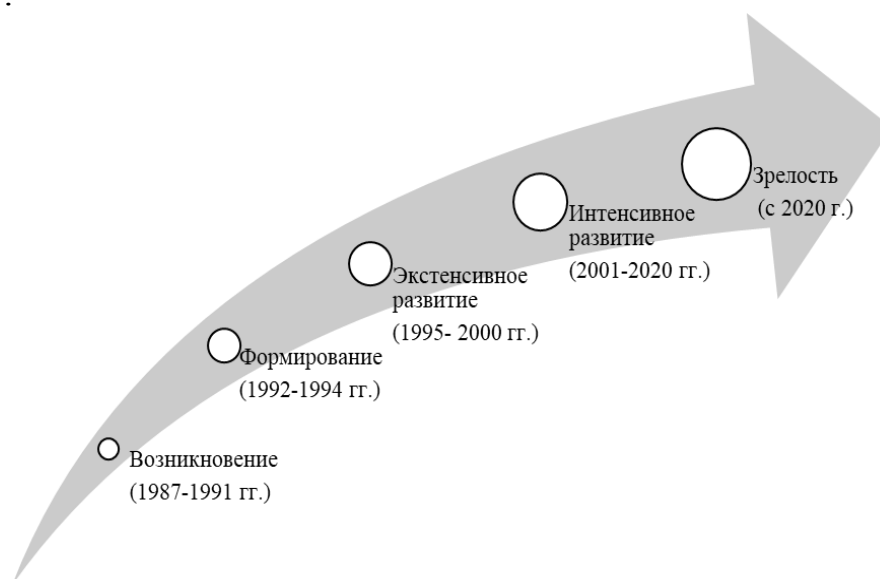 Зрелость
(с 2020 г.)
Интенсивное
развитие
(2001-2020 гг.)
Экстенсивное
развитие
(1995- 2000 гг.)
Формирование
(1992-1994 гг.)
Возникновение
(1987-1991 гг.)